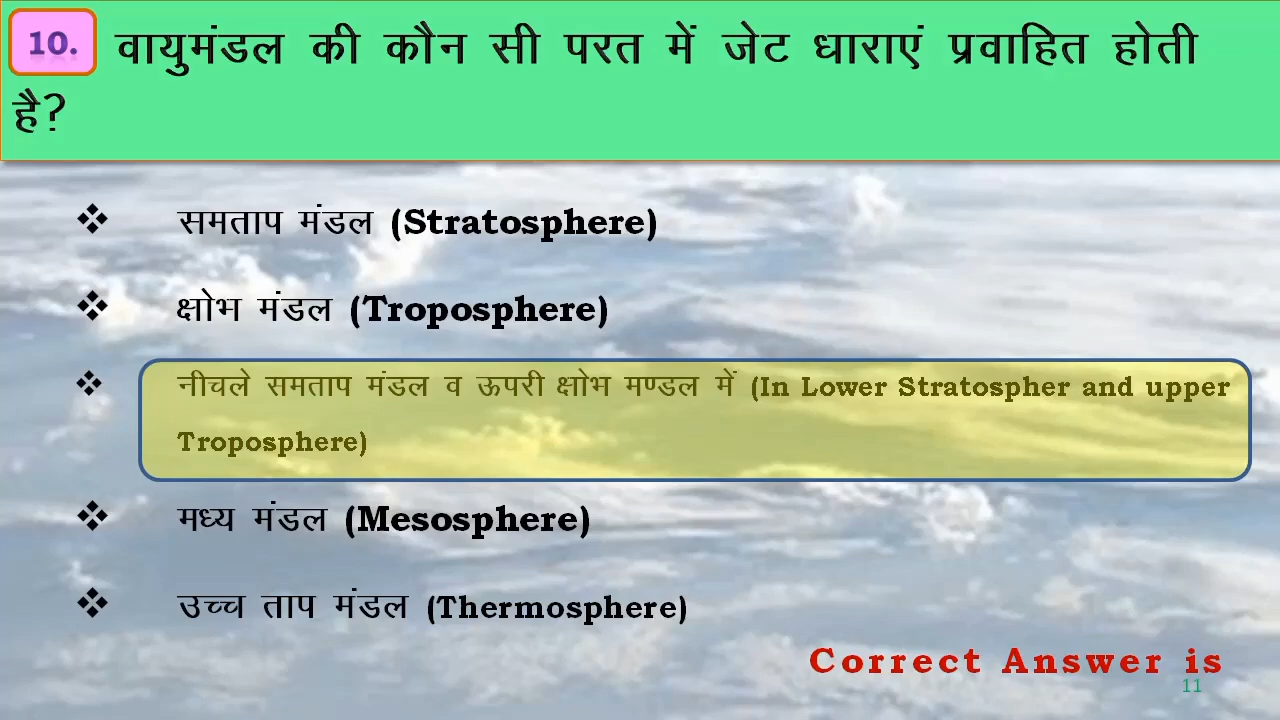 10. वायुमंडल की कौन सी परत में जेट धाराएं प्रवाहित होती
है?
❖ समताप मंडल (Stratosphere)
❖ क्षोभ मंडल (Troposphere)
❖ नीचले समताप मंडल व ऊपरी क्षोभ मण्डल में (In Lower Stratospher and upper
Troposphere)
❖ मध्य मंडल (Mesosphere)
❖ उच्च ताप मंडल (Thermosphere)
Correct Answer is
11